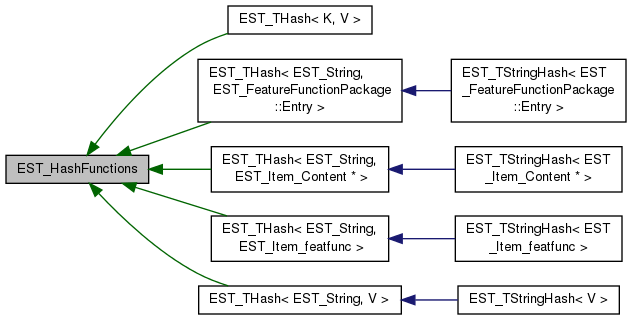 EST_THash< K, V >
EST_THash< EST_String,
EST_FeatureFunctionPackage
::Entry >
EST_TStringHash< EST
_FeatureFunctionPackage
::Entry >
EST_HashFunctions
EST_THash< EST_String,
EST_Item_Content * >
EST_TStringHash< EST
_Item_Content * >
EST_THash< EST_String,
EST_Item_featfunc >
EST_TStringHash< EST
_Item_featfunc >
EST_THash< EST_String, V >
EST_TStringHash< V >